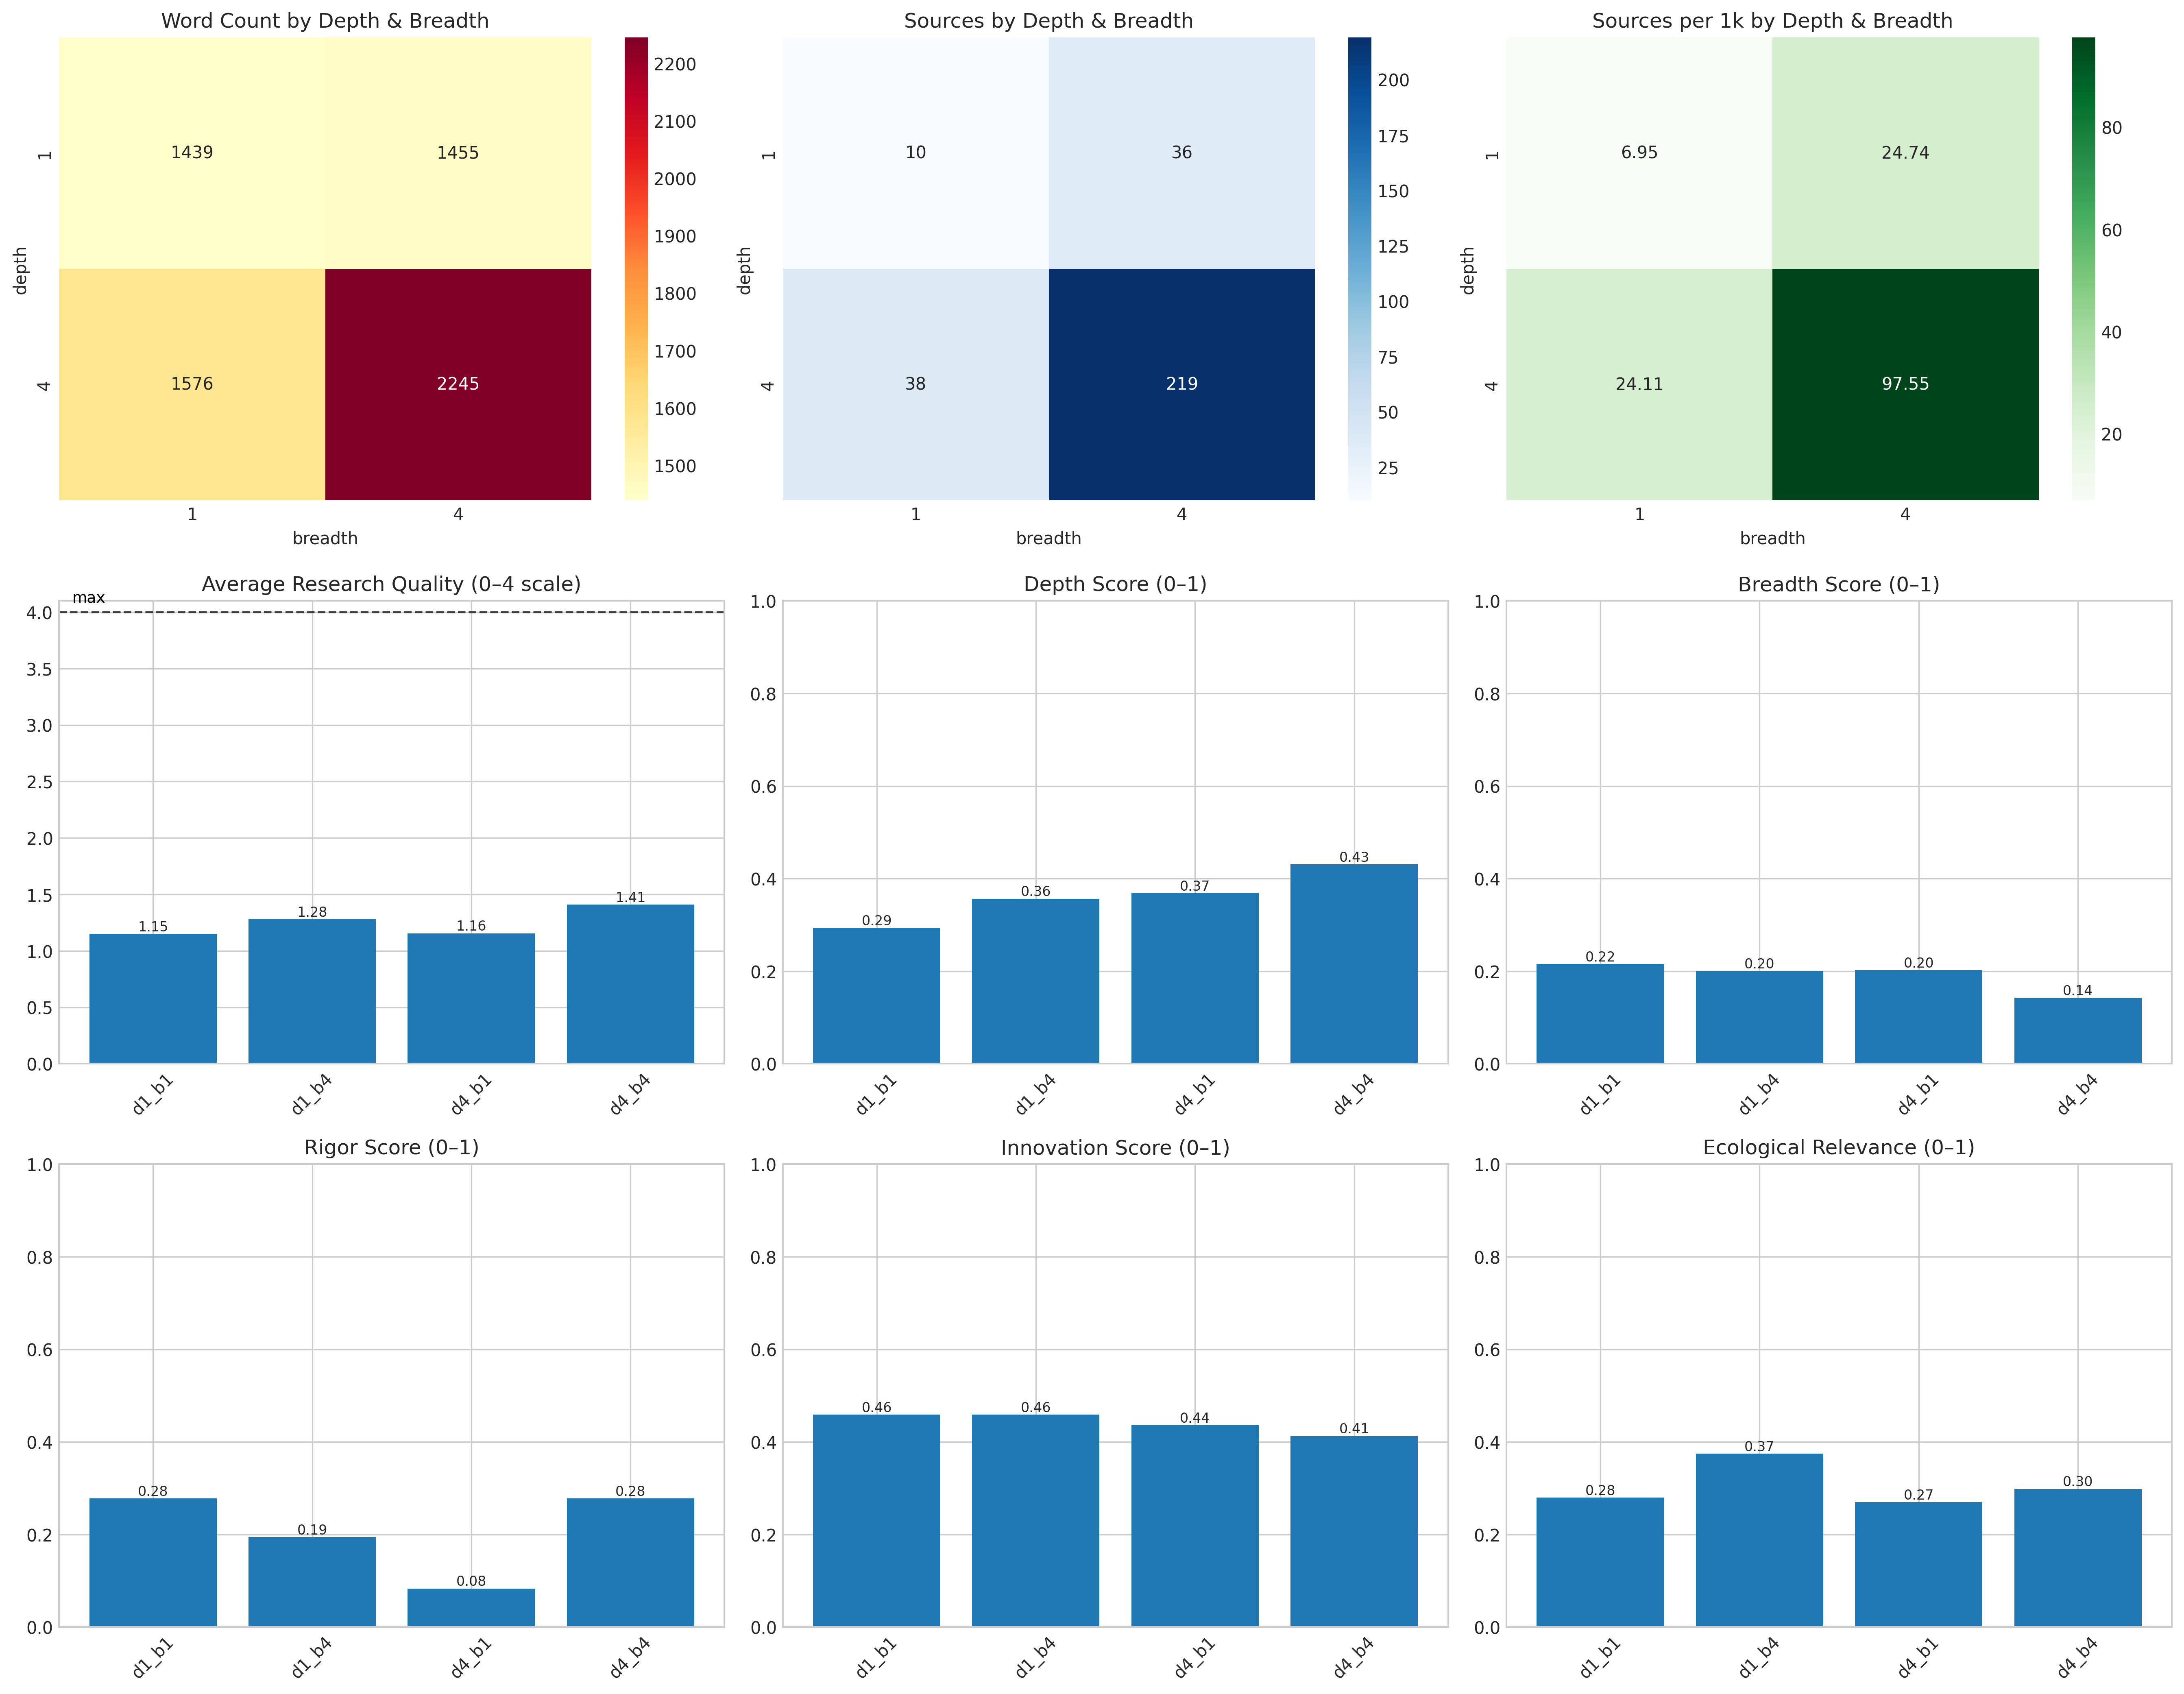 Word Count by Depth & Breadth
1439 1455
1576 2245
1
4
depth
1 4
breadth
2200
2100
2000
1900
1800
1700
1600
1500
Sources by Depth & Breadth
10 36
38 219
1
4
depth
1 4
breadth
200
175
150
125
100
75
50
25
Sources per 1k by Depth & Breadth
6.95 24.74
24.11 97.55
1
4
depth
1 4
breadth
80
60
40
20
Average Research Quality (0–4 scale)
max
4.0
3.5
3.0
2.5
2.0
1.5
1.0
0.5
0.0
1.15 1.28 1.16 1.41
d1_b1 d1_b4 d4_b1 d4_b4
Depth Score (0–1)
1.0
0.8
0.6
0.4
0.2
0.0
0.29 0.36 0.37 0.43
d1_b1 d1_b4 d4_b1 d4_b4
Breadth Score (0–1)
1.0
0.8
0.6
0.4
0.2
0.0
0.22 0.20 0.20 0.14
d1_b1 d1_b4 d4_b1 d4_b4
Rigor Score (0–1)
1.0
0.8
0.6
0.4
0.2
0.0
0.28 0.19 0.08 0.28
d1_b1 d1_b4 d4_b1 d4_b4
Innovation Score (0–1)
1.0
0.8
0.6
0.4
0.2
0.0
0.46 0.46 0.44 0.41
d1_b1 d1_b4 d4_b1 d4_b4
Ecological Relevance (0–1)
1.0
0.8
0.6
0.4
0.2
0.0
0.28 0.37 0.27 0.30
d1_b1 d1_b4 d4_b1 d4_b4